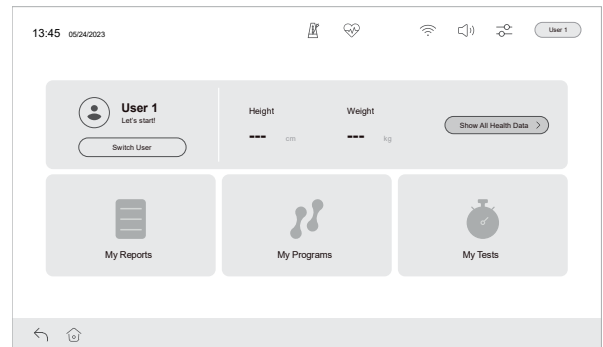 13:45 05/24/2023
User 1
User 1
Let's start!
Switch User
Height
Weight
--- cm
--- kg
Show All Health Data
My Reports
My Programs
My Tests